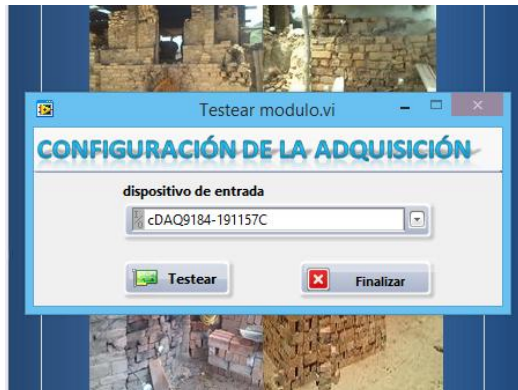 Testear modulo.vi
CONFIGURACIÓN DE LA ADQUISICIÓN
dispositivo de entrada
cDAQ9184-191157C
Testear
Finalizar